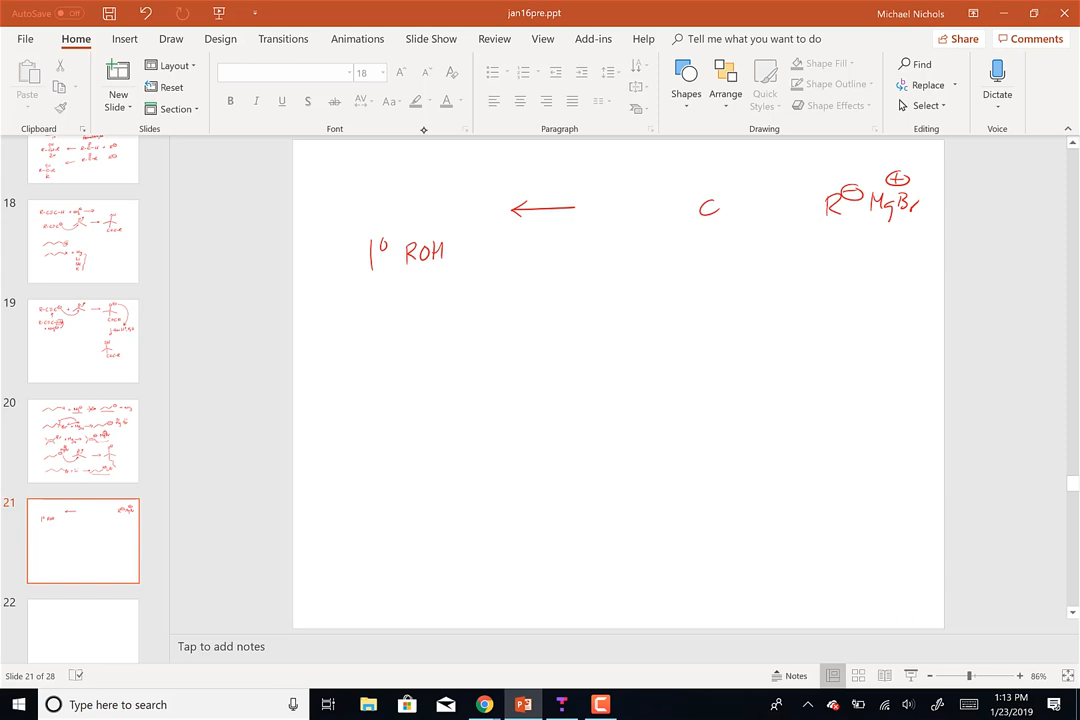 AutoSave Off
jan16pre.ppt
Michael Nichols
File Home Insert Draw Design Transitions Animations Slide Show Review View Add-ins Help Tell me what you want to do Share Comments
Paste
New Slide
Layout
Reset
Section
18
Shapes
Arrange
Quick Styles
Shape Fill
Shape Outline
Shape Effects
Find
Replace
Select
Dictate
Clipboard Slides Font Paragraph Drawing Editing Voice
18
19
20
21
22
← C R⊖ MgBr⊕
1° ROH
Tap to add notes
Slide 21 of 28
Notes
86%
Type here to search
1:13 PM
1/23/2019